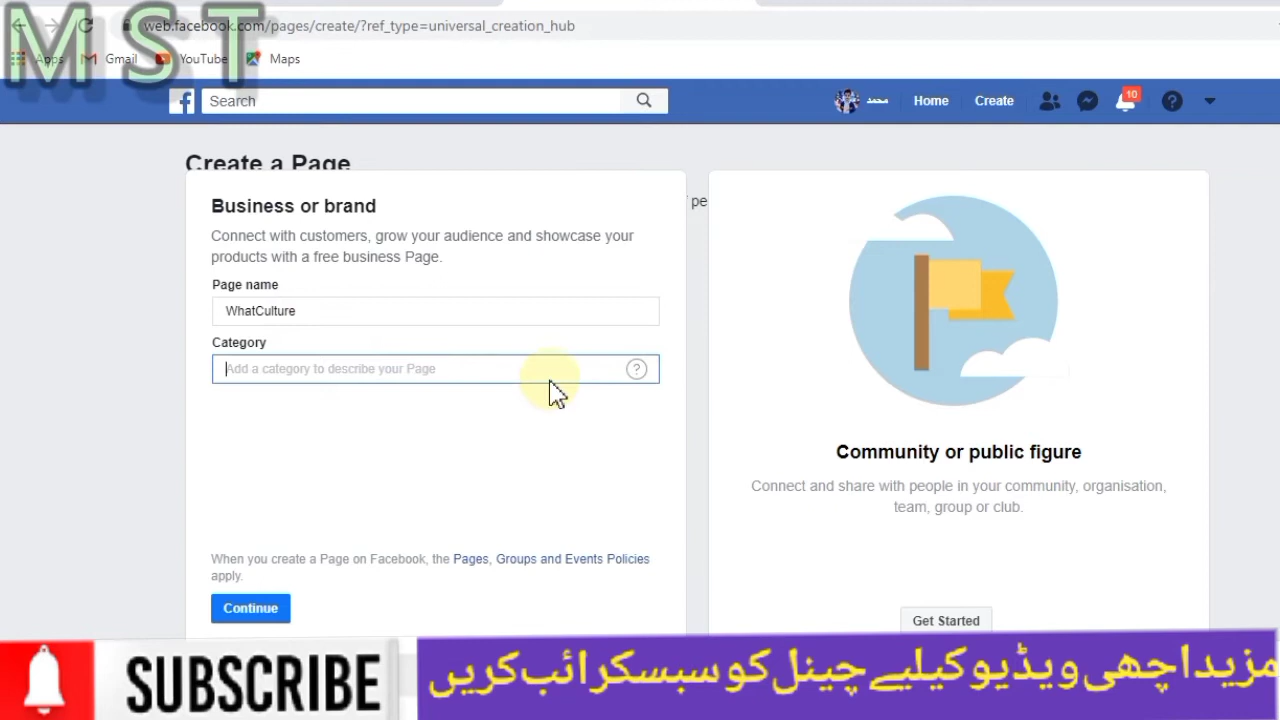 MST
web.facebook.com/pages/create/?ref_type=universal_creation_hub
Apps Gmail YouTube Maps
Search
محمد Home Create 10
Create a Page
pe
Business or brand
Connect with customers, grow your audience and showcase your
products with a free business Page.
Page name
WhatCulture
Category
Add a category to describe your Page
?
When you create a Page on Facebook, the Pages, Groups and Events Policies
apply.
Continue
Community or public figure
Connect and share with people in your community, organisation,
team, group or club.
Get Started
SUBSCRIBE
مزید اچھی ویڈیو کیلیے چینل کو سبسکرائب کریں